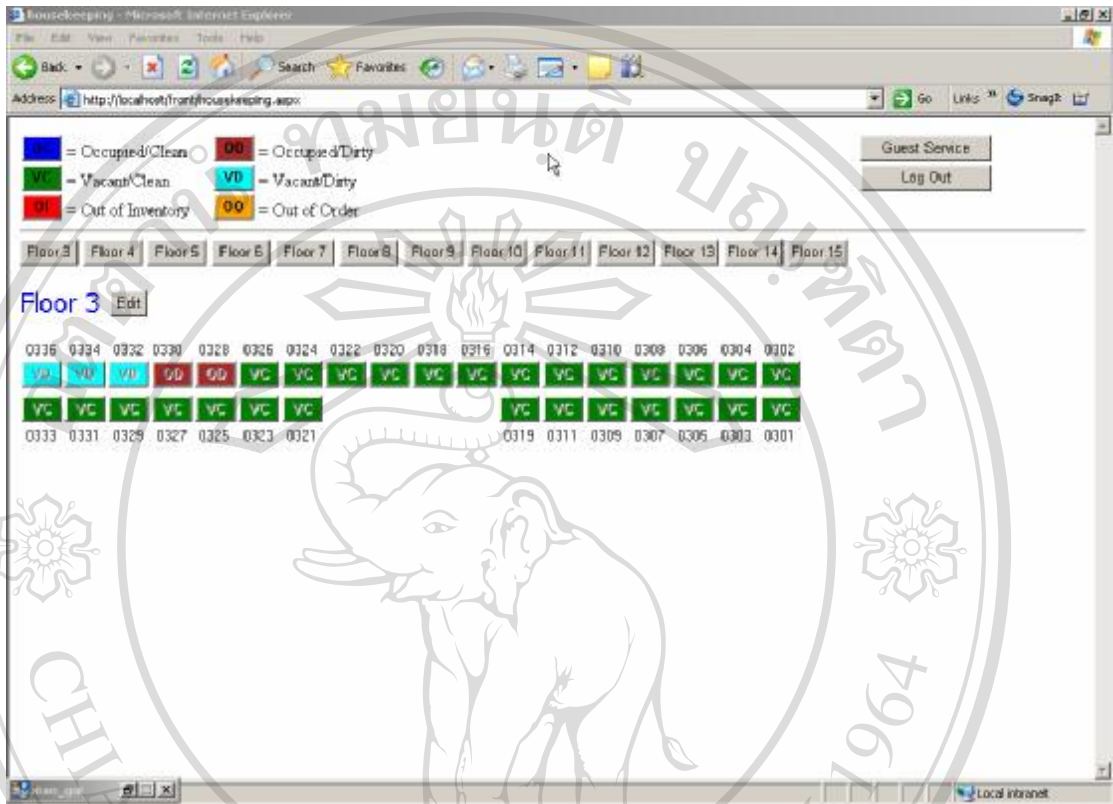 housekeeping - Microsoft Internet Explorer
File Edit View Favorites Tools Help
Back Search Favorites
Address http://localhost/front/housekeeping.aspx Go Links » SnagIt
OC = Occupied/Clean OD = Occupied/Dirty Guest Service
VC = Vacant/Clean VD = Vacant/Dirty Log Out
OI = Out of Inventory OO = Out of Order
Floor 3 Floor 4 Floor 5 Floor 6 Floor 7 Floor 8 Floor 9 Floor 10 Floor 11 Floor 12 Floor 13 Floor 14 Floor 15
Floor 3 Edit
0336 0334 0332 0330 0328 0326 0324 0322 0320 0318 0316 0314 0312 0310 0308 0306 0304 0302
VD VD VD OD OD VC VC VC VC VC VC VC VC VC VC VC VC VC
VC VC VC VC VC VC VC VC VC VC VC VC VC VC
0333 0331 0329 0327 0325 0323 0321 0319 0311 0309 0307 0305 0303 0301
Local intranet
CHI
1964